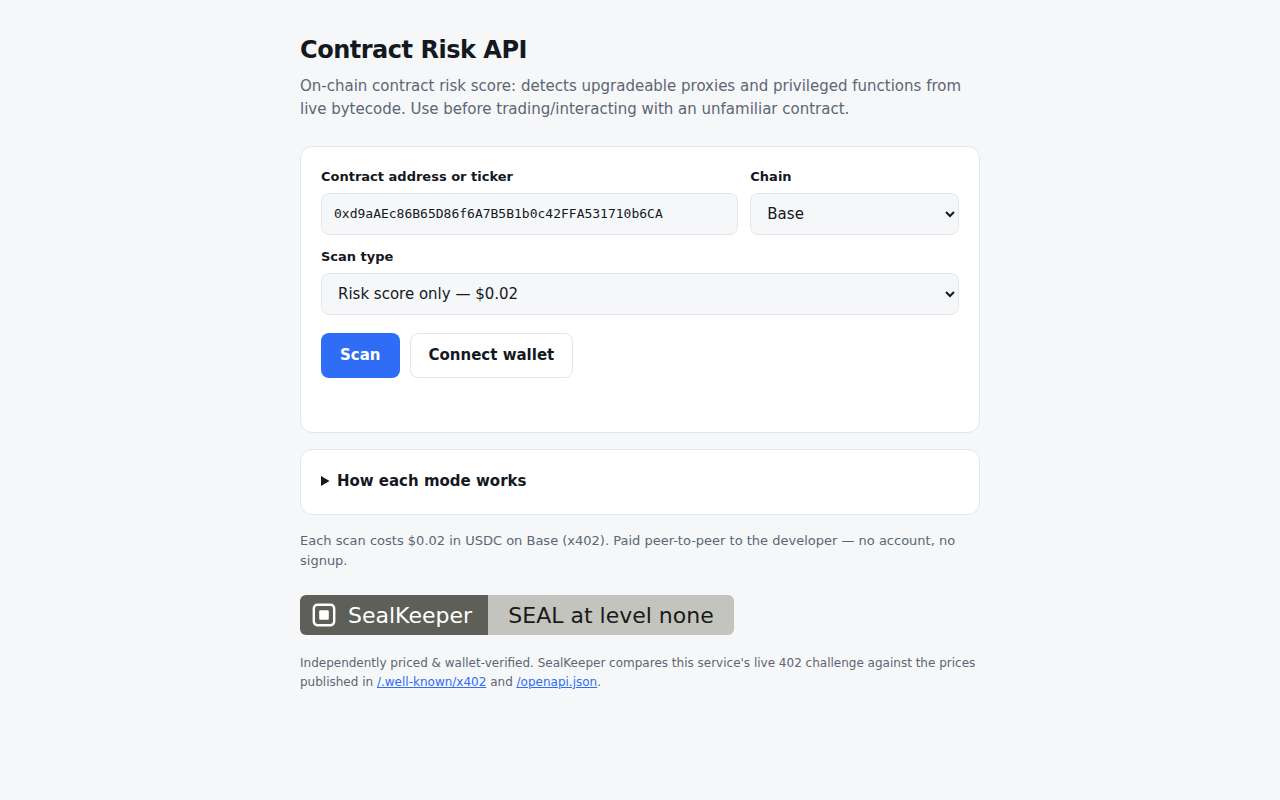 Contract Risk API
On-chain contract risk score: detects upgradeable proxies and privileged functions from
live bytecode. Use before trading/interacting with an unfamiliar contract.
Contract address or ticker
Chain
0xd9aAEc86B65D86f6A7B5B1b0c42FFA531710b6CA
Base
Scan type
Risk score only — $0.02
Scan
Connect wallet
How each mode works
Each scan costs $0.02 in USDC on Base (x402). Paid peer-to-peer to the developer — no account, no
signup.
SealKeeper
SEAL at level none
Independently priced & wallet-verified. SealKeeper compares this service's live 402 challenge against the prices
published in /.well-known/x402 and /openapi.json.